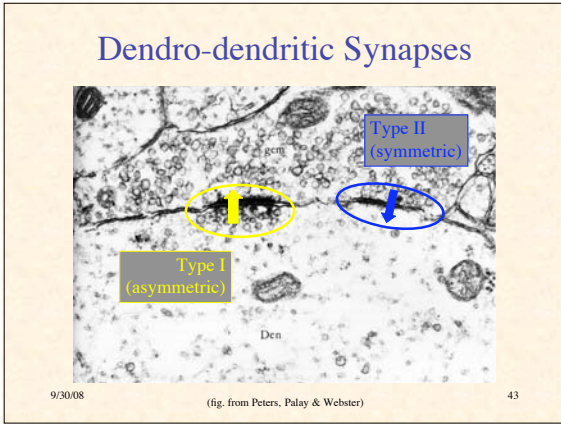 Dendro-dendritic Synapses
Type II
(symmetric)
gcm
Type I
(asymmetric)
Den
9/30/08
(fig. from Peters, Palay & Webster)
43